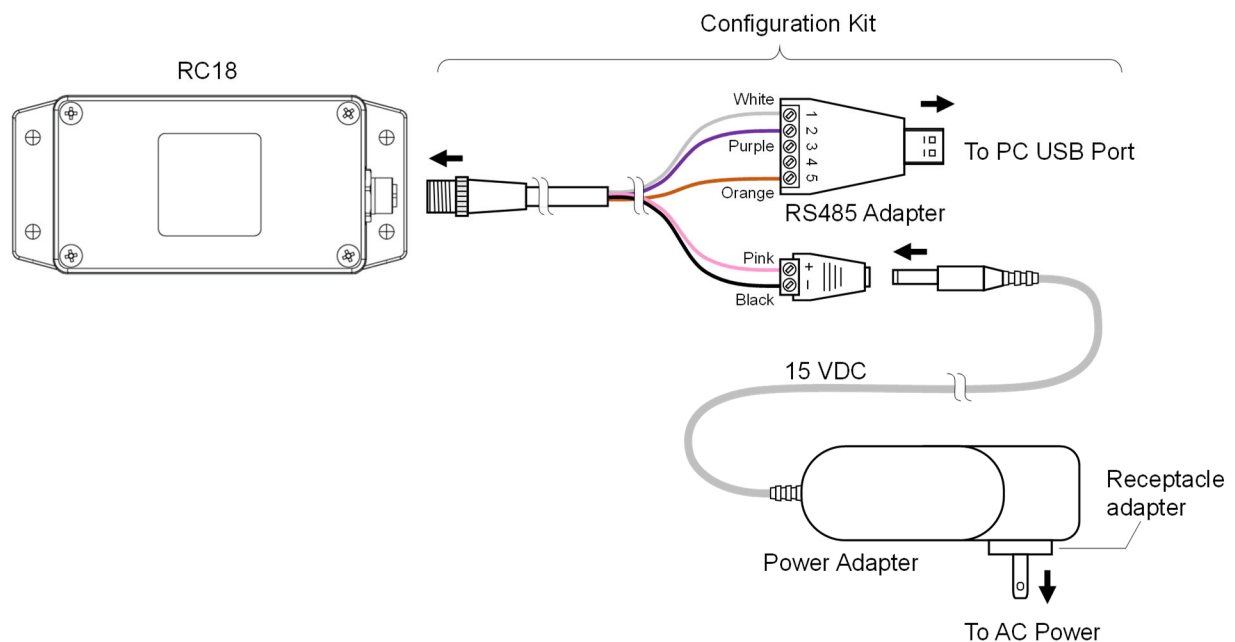 Configuration Kit
RC18
White
1
2
Purple
3
4
5
Orange
To PC USB Port
RS485 Adapter
Pink
+
Black
−
15 VDC
Receptacle
adapter
Power Adapter
To AC Power